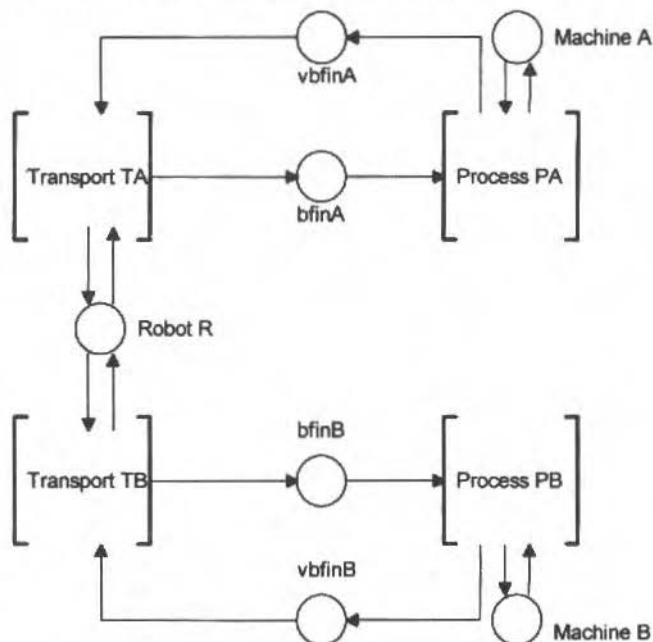 Machine A
vbfinA
Transport TA
Process PA
bfinA
Robot R
bfinB
Transport TB
Process PB
vbfinB
Machine B